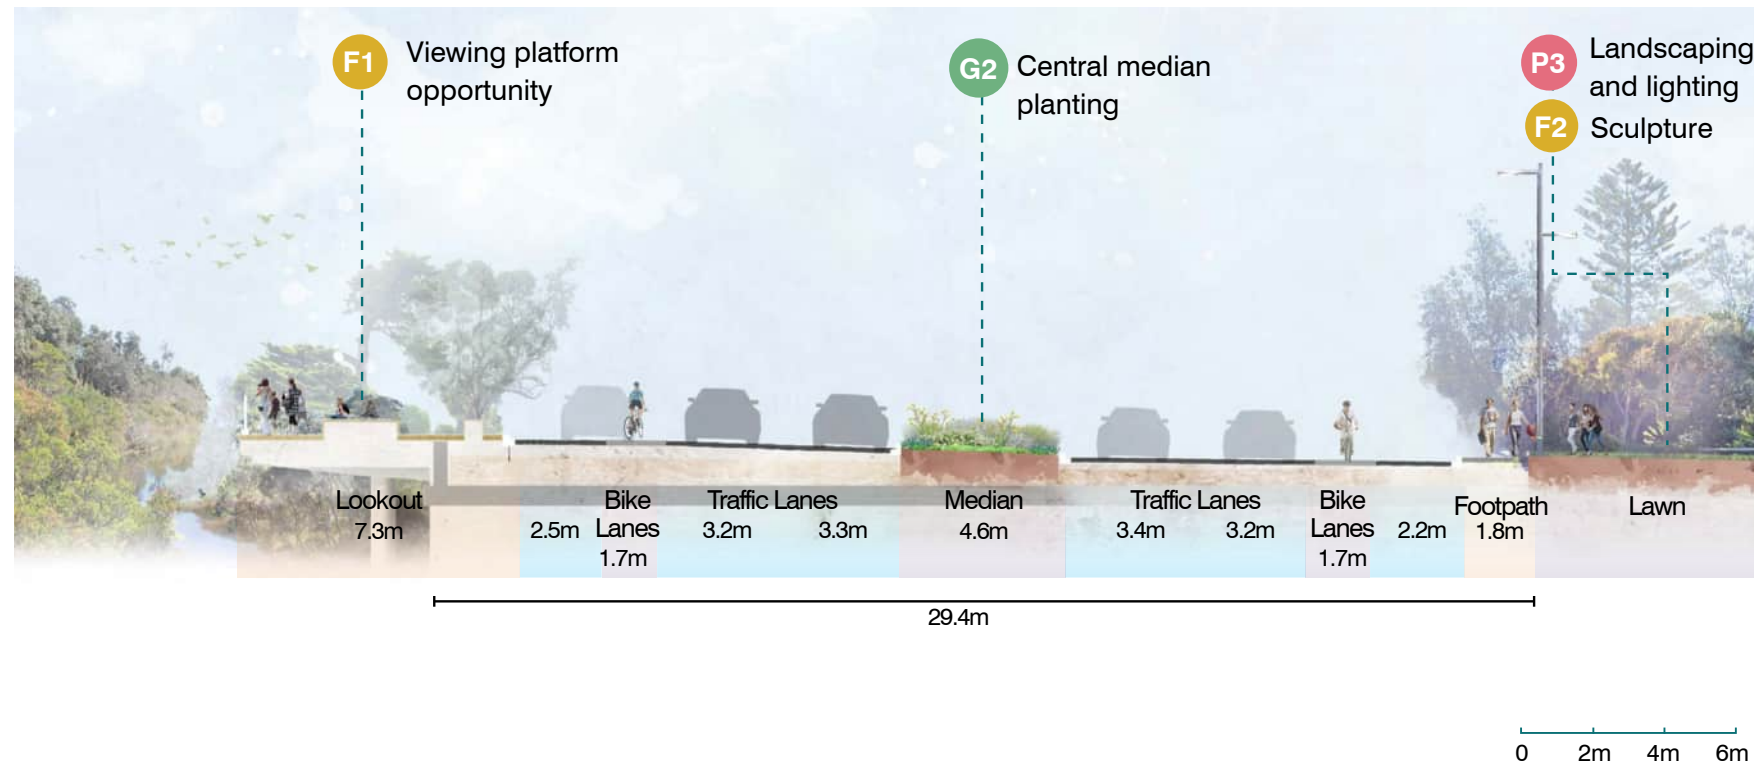 F1
Viewing platform
opportunity
G2
Central median
planting
P3
Landscaping
and lighting
F2
Sculpture
Lookout
7.3m
2.5m
Bike
Lanes
1.7m
Traffic Lanes
3.2m
3.3m
Median
4.6m
Traffic Lanes
3.4m
3.2m
Bike
Lanes
1.7m
2.2m
Footpath
1.8m
Lawn
29.4m
0
2m
4m
6m